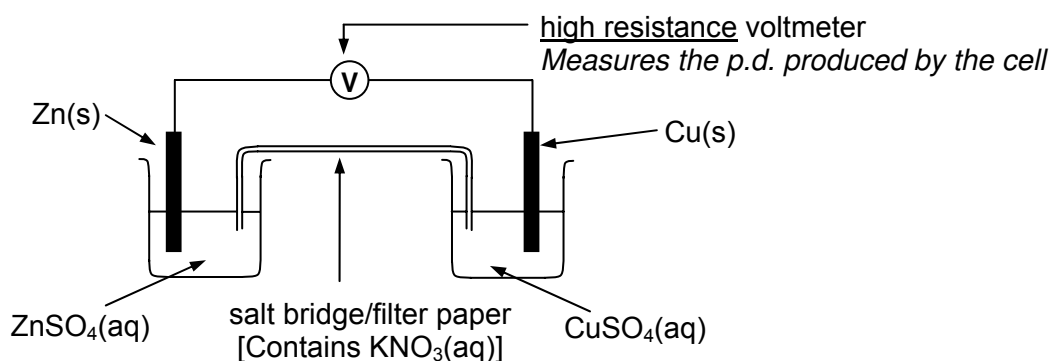 high resistance voltmeter
Measures the p.d. produced by the cell
V
Zn(s)
Cu(s)
ZnSO₄(aq)
salt bridge/filter paper
[Contains KNO₃(aq)]
CuSO₄(aq)